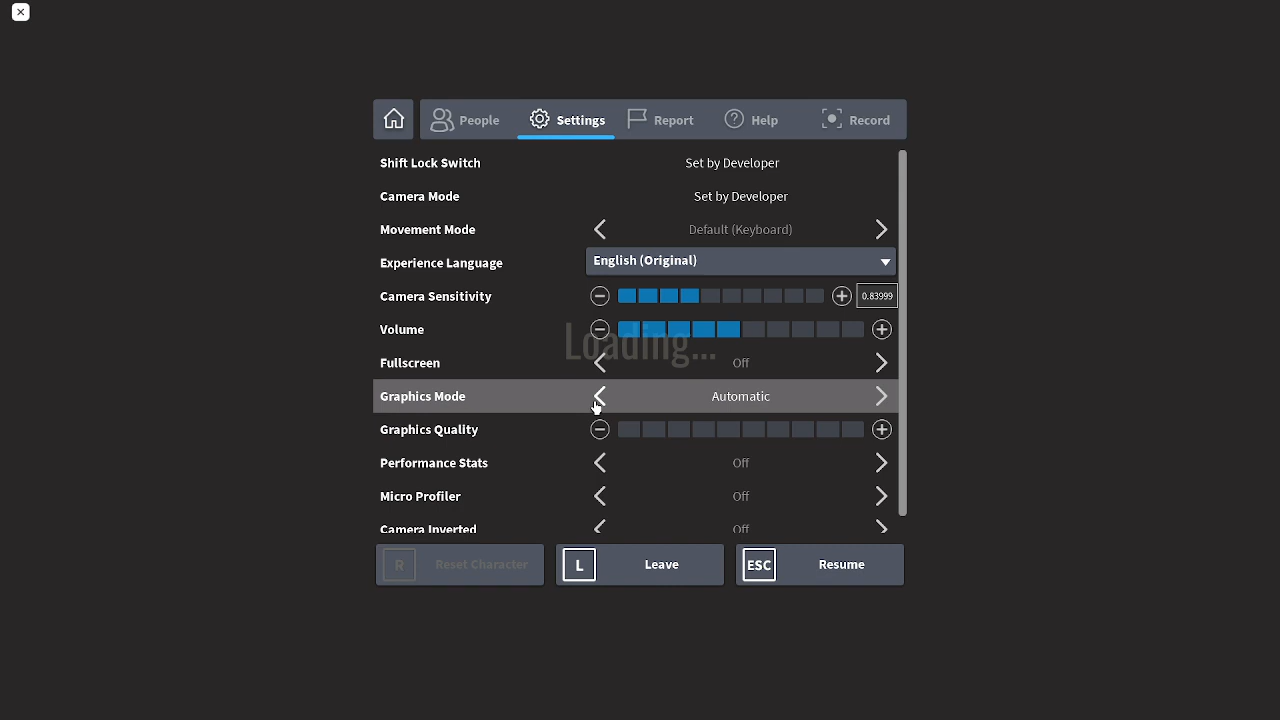 People Settings Report Help Record
Shift Lock Switch Set by Developer
Camera Mode Set by Developer
Movement Mode Default (Keyboard)
Experience Language English (Original)
Camera Sensitivity 0.83999
Volume
Loading...
Fullscreen Off
Graphics Mode Automatic
Graphics Quality
Performance Stats Off
Micro Profiler Off
Camera Inverted Off
R Reset Character L Leave ESC Resume